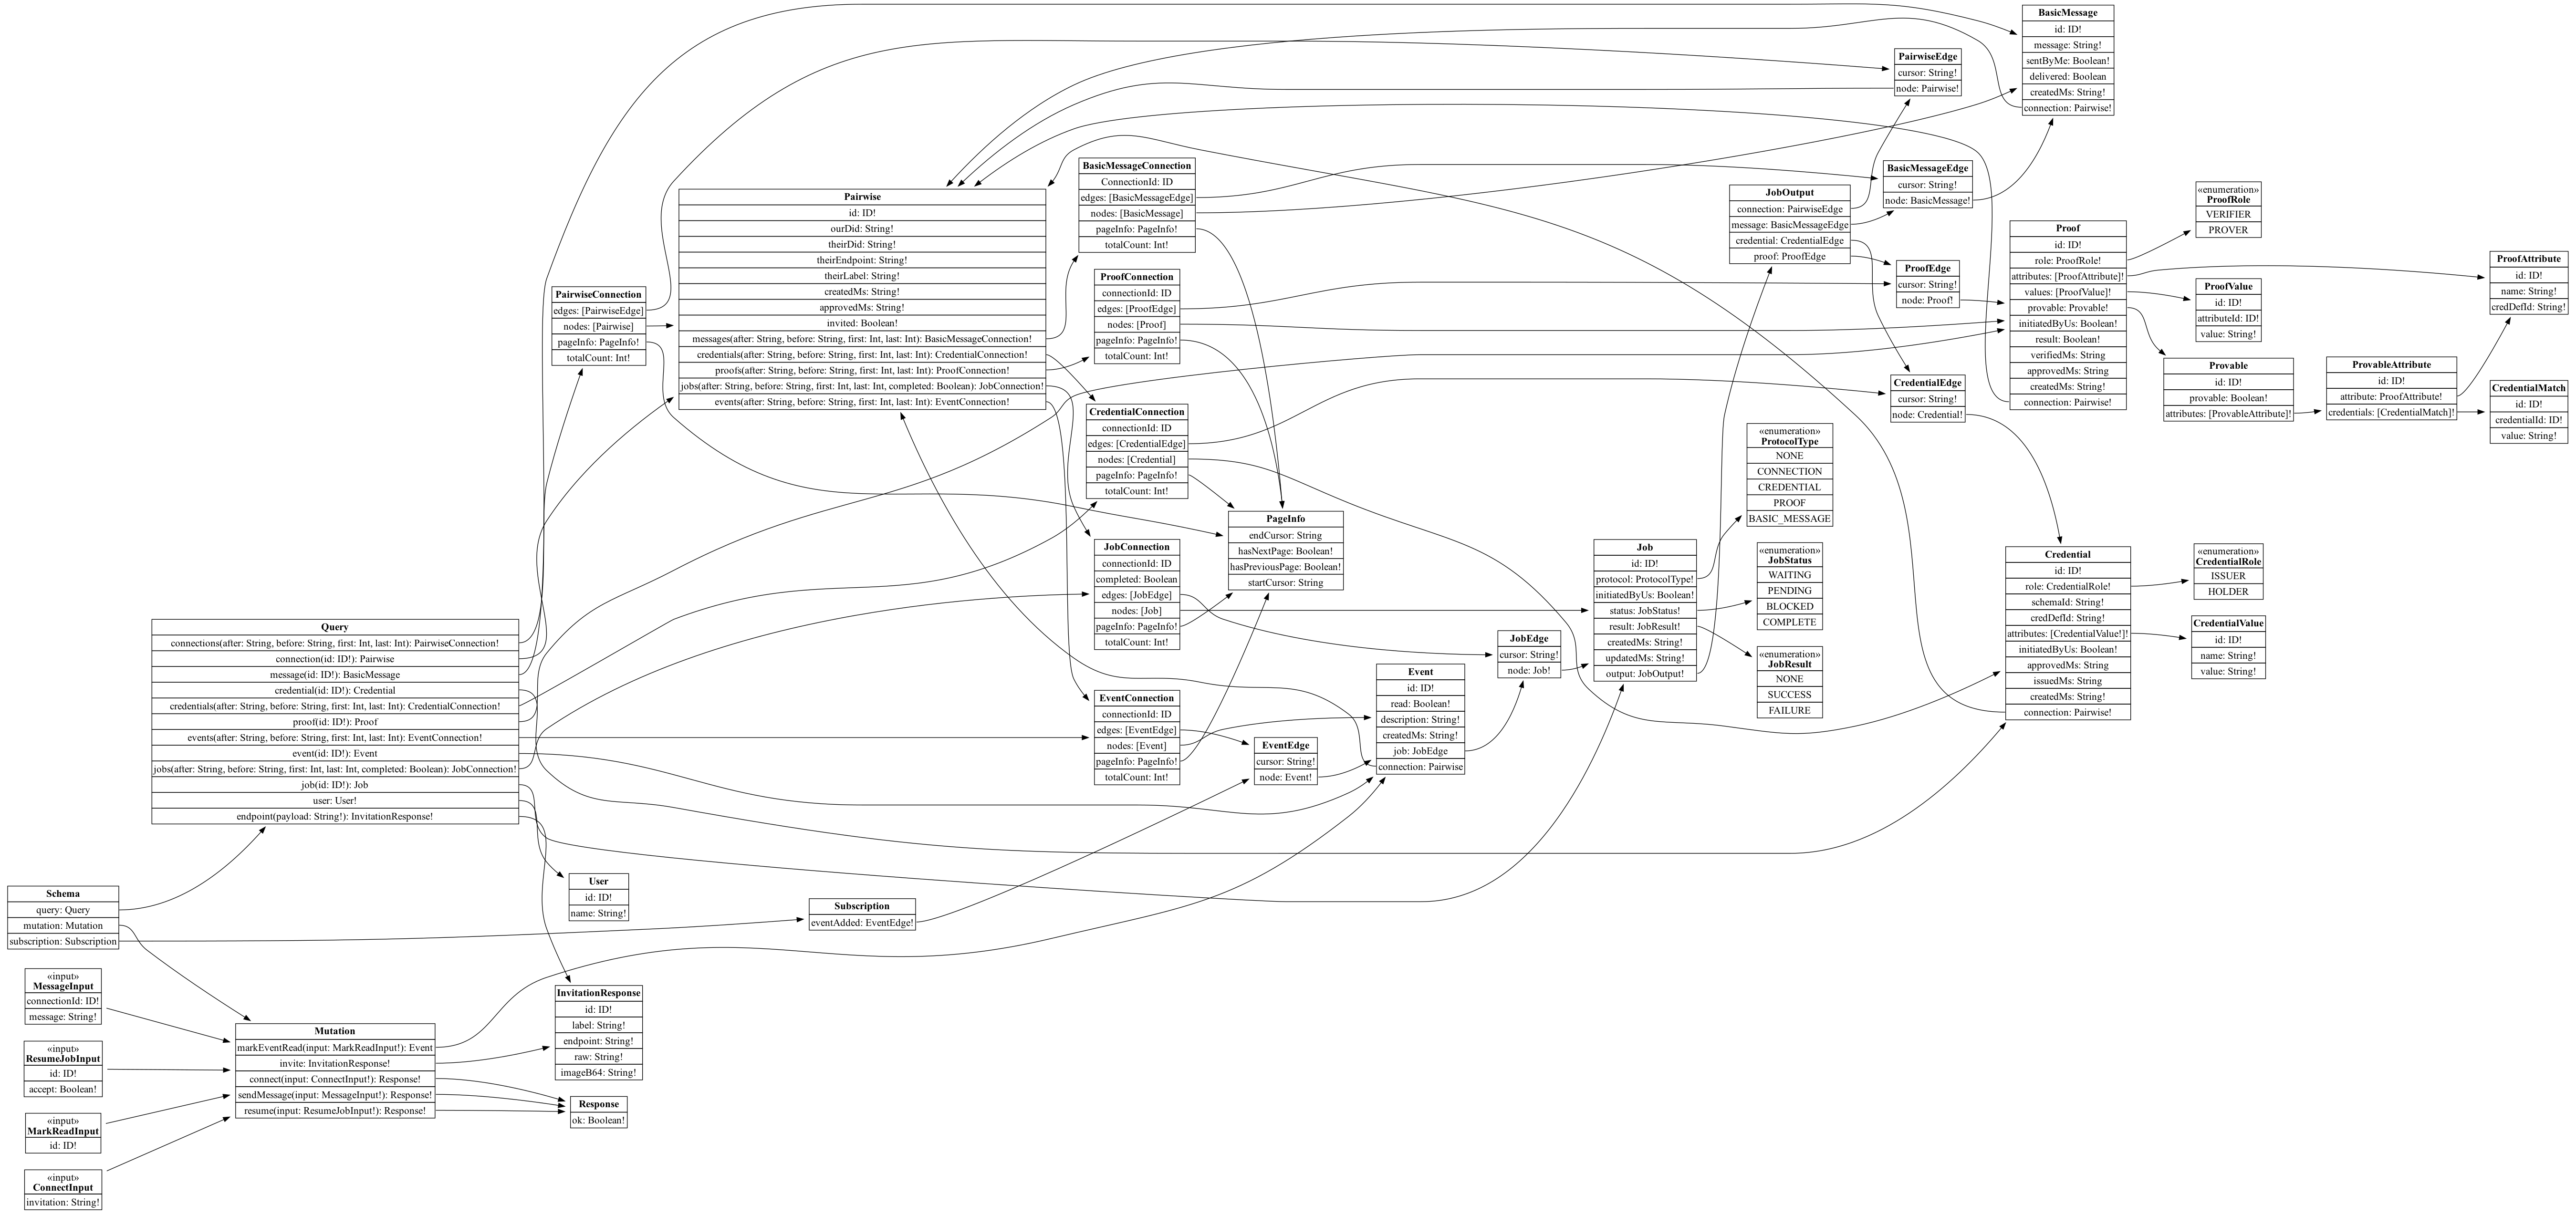 Schema
query: Query
mutation: Mutation
subscription: Subscription
«input»
MessageInput
connectionId: ID!
message: String!
«input»
ResumeJobInput
id: ID!
accept: Boolean!
«input»
MarkReadInput
id: ID!
«input»
ConnectInput
invitation: String!
Query
connections(after: String, before: String, first: Int, last: Int): PairwiseConnection!
connection(id: ID!): Pairwise
message(id: ID!): BasicMessage
credential(id: ID!): Credential
credentials(after: String, before: String, first: Int, last: Int): CredentialConnection!
proof(id: ID!): Proof
events(after: String, before: String, first: Int, last: Int): EventConnection!
event(id: ID!): Event
jobs(after: String, before: String, first: Int, last: Int, completed: Boolean): JobConnection!
job(id: ID!): Job
user: User!
endpoint(payload: String!): InvitationResponse!
Mutation
markEventRead(input: MarkReadInput!): Event
invite: InvitationResponse!
connect(input: ConnectInput!): Response!
sendMessage(input: MessageInput!): Response!
resume(input: ResumeJobInput!): Response!
PairwiseConnection
edges: [PairwiseEdge]
nodes: [Pairwise]
pageInfo: PageInfo!
totalCount: Int!
User
id: ID!
name: String!
InvitationResponse
id: ID!
label: String!
endpoint: String!
raw: String!
imageB64: String!
Response
ok: Boolean!
Pairwise
id: ID!
ourDid: String!
theirDid: String!
theirEndpoint: String!
theirLabel: String!
createdMs: String!
approvedMs: String!
invited: Boolean!
messages(after: String, before: String, first: Int, last: Int): BasicMessageConnection!
credentials(after: String, before: String, first: Int, last: Int): CredentialConnection!
proofs(after: String, before: String, first: Int, last: Int): ProofConnection!
jobs(after: String, before: String, first: Int, last: Int, completed: Boolean): JobConnection!
events(after: String, before: String, first: Int, last: Int): EventConnection!
Subscription
eventAdded: EventEdge!
BasicMessageConnection
ConnectionId: ID
edges: [BasicMessageEdge]
nodes: [BasicMessage]
pageInfo: PageInfo!
totalCount: Int!
ProofConnection
connectionId: ID
edges: [ProofEdge]
nodes: [Proof]
pageInfo: PageInfo!
totalCount: Int!
CredentialConnection
connectionId: ID
edges: [CredentialEdge]
nodes: [Credential]
pageInfo: PageInfo!
totalCount: Int!
JobConnection
connectionId: ID
completed: Boolean
edges: [JobEdge]
nodes: [Job]
pageInfo: PageInfo!
totalCount: Int!
EventConnection
connectionId: ID
edges: [EventEdge]
nodes: [Event]
pageInfo: PageInfo!
totalCount: Int!
PageInfo
endCursor: String
hasNextPage: Boolean!
hasPreviousPage: Boolean!
startCursor: String
EventEdge
cursor: String!
node: Event!
Event
id: ID!
read: Boolean!
description: String!
createdMs: String!
job: JobEdge
connection: Pairwise
JobEdge
cursor: String!
node: Job!
Job
id: ID!
protocol: ProtocolType!
initiatedByUs: Boolean!
status: JobStatus!
result: JobResult!
createdMs: String!
updatedMs: String!
output: JobOutput!
JobOutput
connection: PairwiseEdge
message: BasicMessageEdge
credential: CredentialEdge
proof: ProofEdge
«enumeration»
ProtocolType
NONE
CONNECTION
CREDENTIAL
PROOF
BASIC_MESSAGE
«enumeration»
JobStatus
WAITING
PENDING
BLOCKED
COMPLETE
«enumeration»
JobResult
NONE
SUCCESS
FAILURE
PairwiseEdge
cursor: String!
node: Pairwise!
BasicMessageEdge
cursor: String!
node: BasicMessage!
ProofEdge
cursor: String!
node: Proof!
CredentialEdge
cursor: String!
node: Credential!
BasicMessage
id: ID!
message: String!
sentByMe: Boolean!
delivered: Boolean
createdMs: String!
connection: Pairwise!
Proof
id: ID!
role: ProofRole!
attributes: [ProofAttribute]!
values: [ProofValue]!
provable: Provable!
initiatedByUs: Boolean!
result: Boolean!
verifiedMs: String
approvedMs: String
createdMs: String!
connection: Pairwise!
Credential
id: ID!
role: CredentialRole!
schemaId: String!
credDefId: String!
attributes: [CredentialValue!]!
initiatedByUs: Boolean!
approvedMs: String
issuedMs: String
createdMs: String!
connection: Pairwise!
«enumeration»
ProofRole
VERIFIER
PROVER
ProofValue
id: ID!
attributeId: ID!
value: String!
Provable
id: ID!
provable: Boolean!
attributes: [ProvableAttribute]!
«enumeration»
CredentialRole
ISSUER
HOLDER
CredentialValue
id: ID!
name: String!
value: String!
ProvableAttribute
id: ID!
attribute: ProofAttribute!
credentials: [CredentialMatch]!
ProofAttribute
id: ID!
name: String!
credDefId: String!
CredentialMatch
id: ID!
credentialId: ID!
value: String!